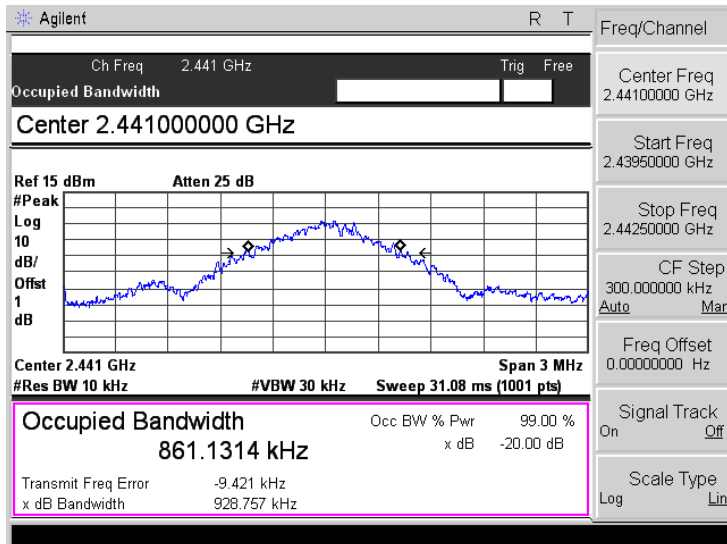 Agilent R T
Ch Freq 2.441 GHz Trig Free
Occupied Bandwidth
Center 2.441000000 GHz
Ref 15 dBm Atten 25 dB
#Peak
Log
10
dB/
Offst
1
dB
Center 2.441 GHz Span 3 MHz
#Res BW 10 kHz #VBW 30 kHz Sweep 31.08 ms (1001 pts)
Occupied Bandwidth Occ BW % Pwr 99.00 %
861.1314 kHz x dB -20.00 dB
Transmit Freq Error -9.421 kHz
x dB Bandwidth 928.757 kHz
Freq/Channel
Center Freq
2.44100000 GHz
Start Freq
2.43950000 GHz
Stop Freq
2.44250000 GHz
CF Step
300.000000 kHz
Auto Man
Freq Offset
0.00000000 Hz
Signal Track
On Off
Scale Type
Log Lin